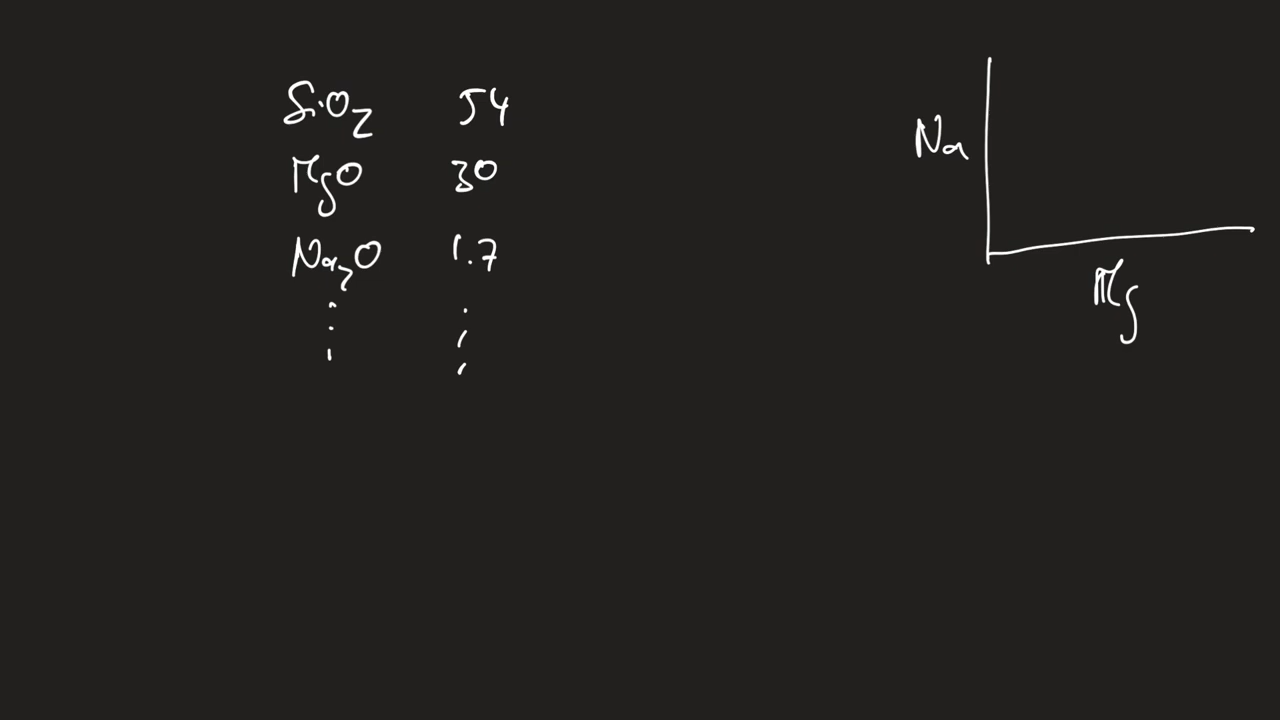 SiO2 54
MgO 30
Na2O 1.7
⋮ ⋮
Na
Mg